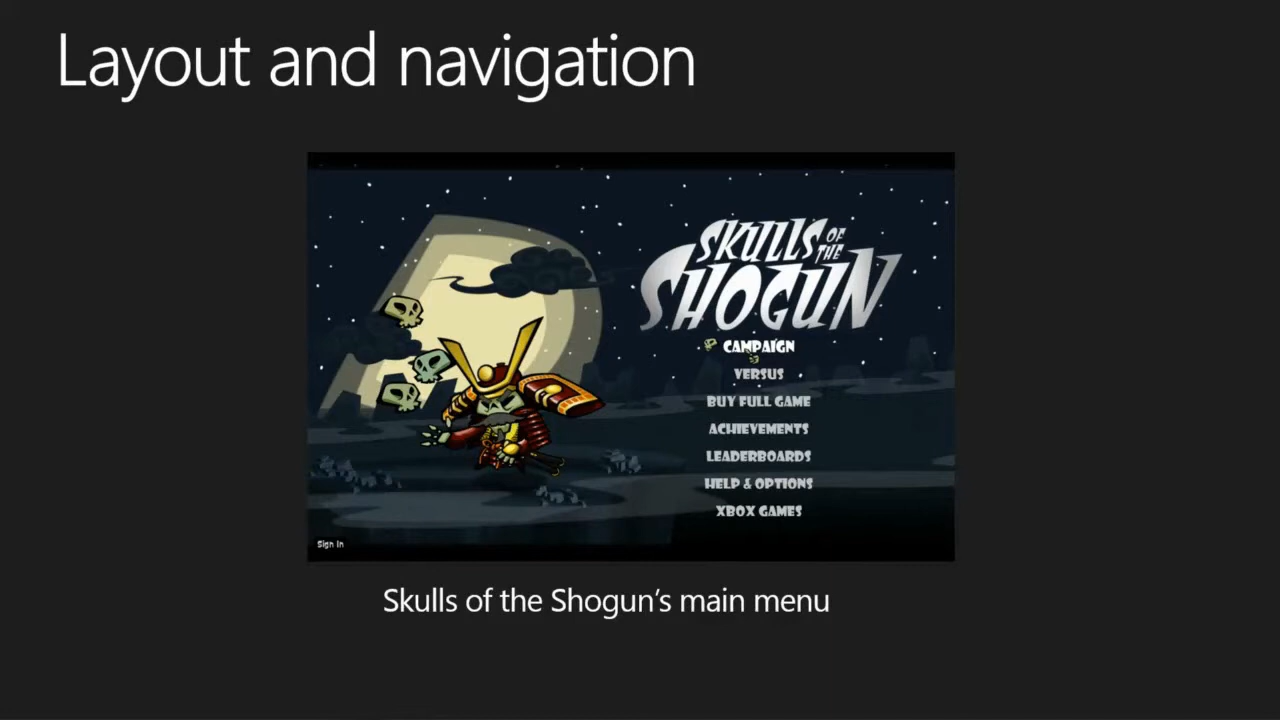 Layout and navigation
SKULLS OF THE
SHOGUN
CAMPAIGN
VERSUS
BUY FULL GAME
ACHIEVEMENTS
LEADERBOARDS
HELP & OPTIONS
XBOX GAMES
Sign In
Skulls of the Shogun's main menu